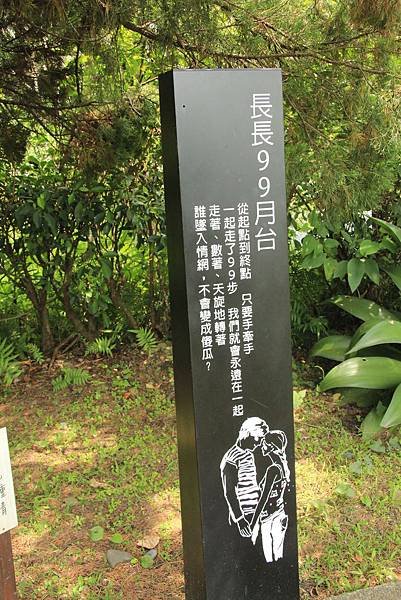 長長99月台
從起點到終點 只要手牽手
一起走了99步 我們就會永遠在一起
走著、數著、天旋地轉著
誰墜入情網，不會變成傻瓜？